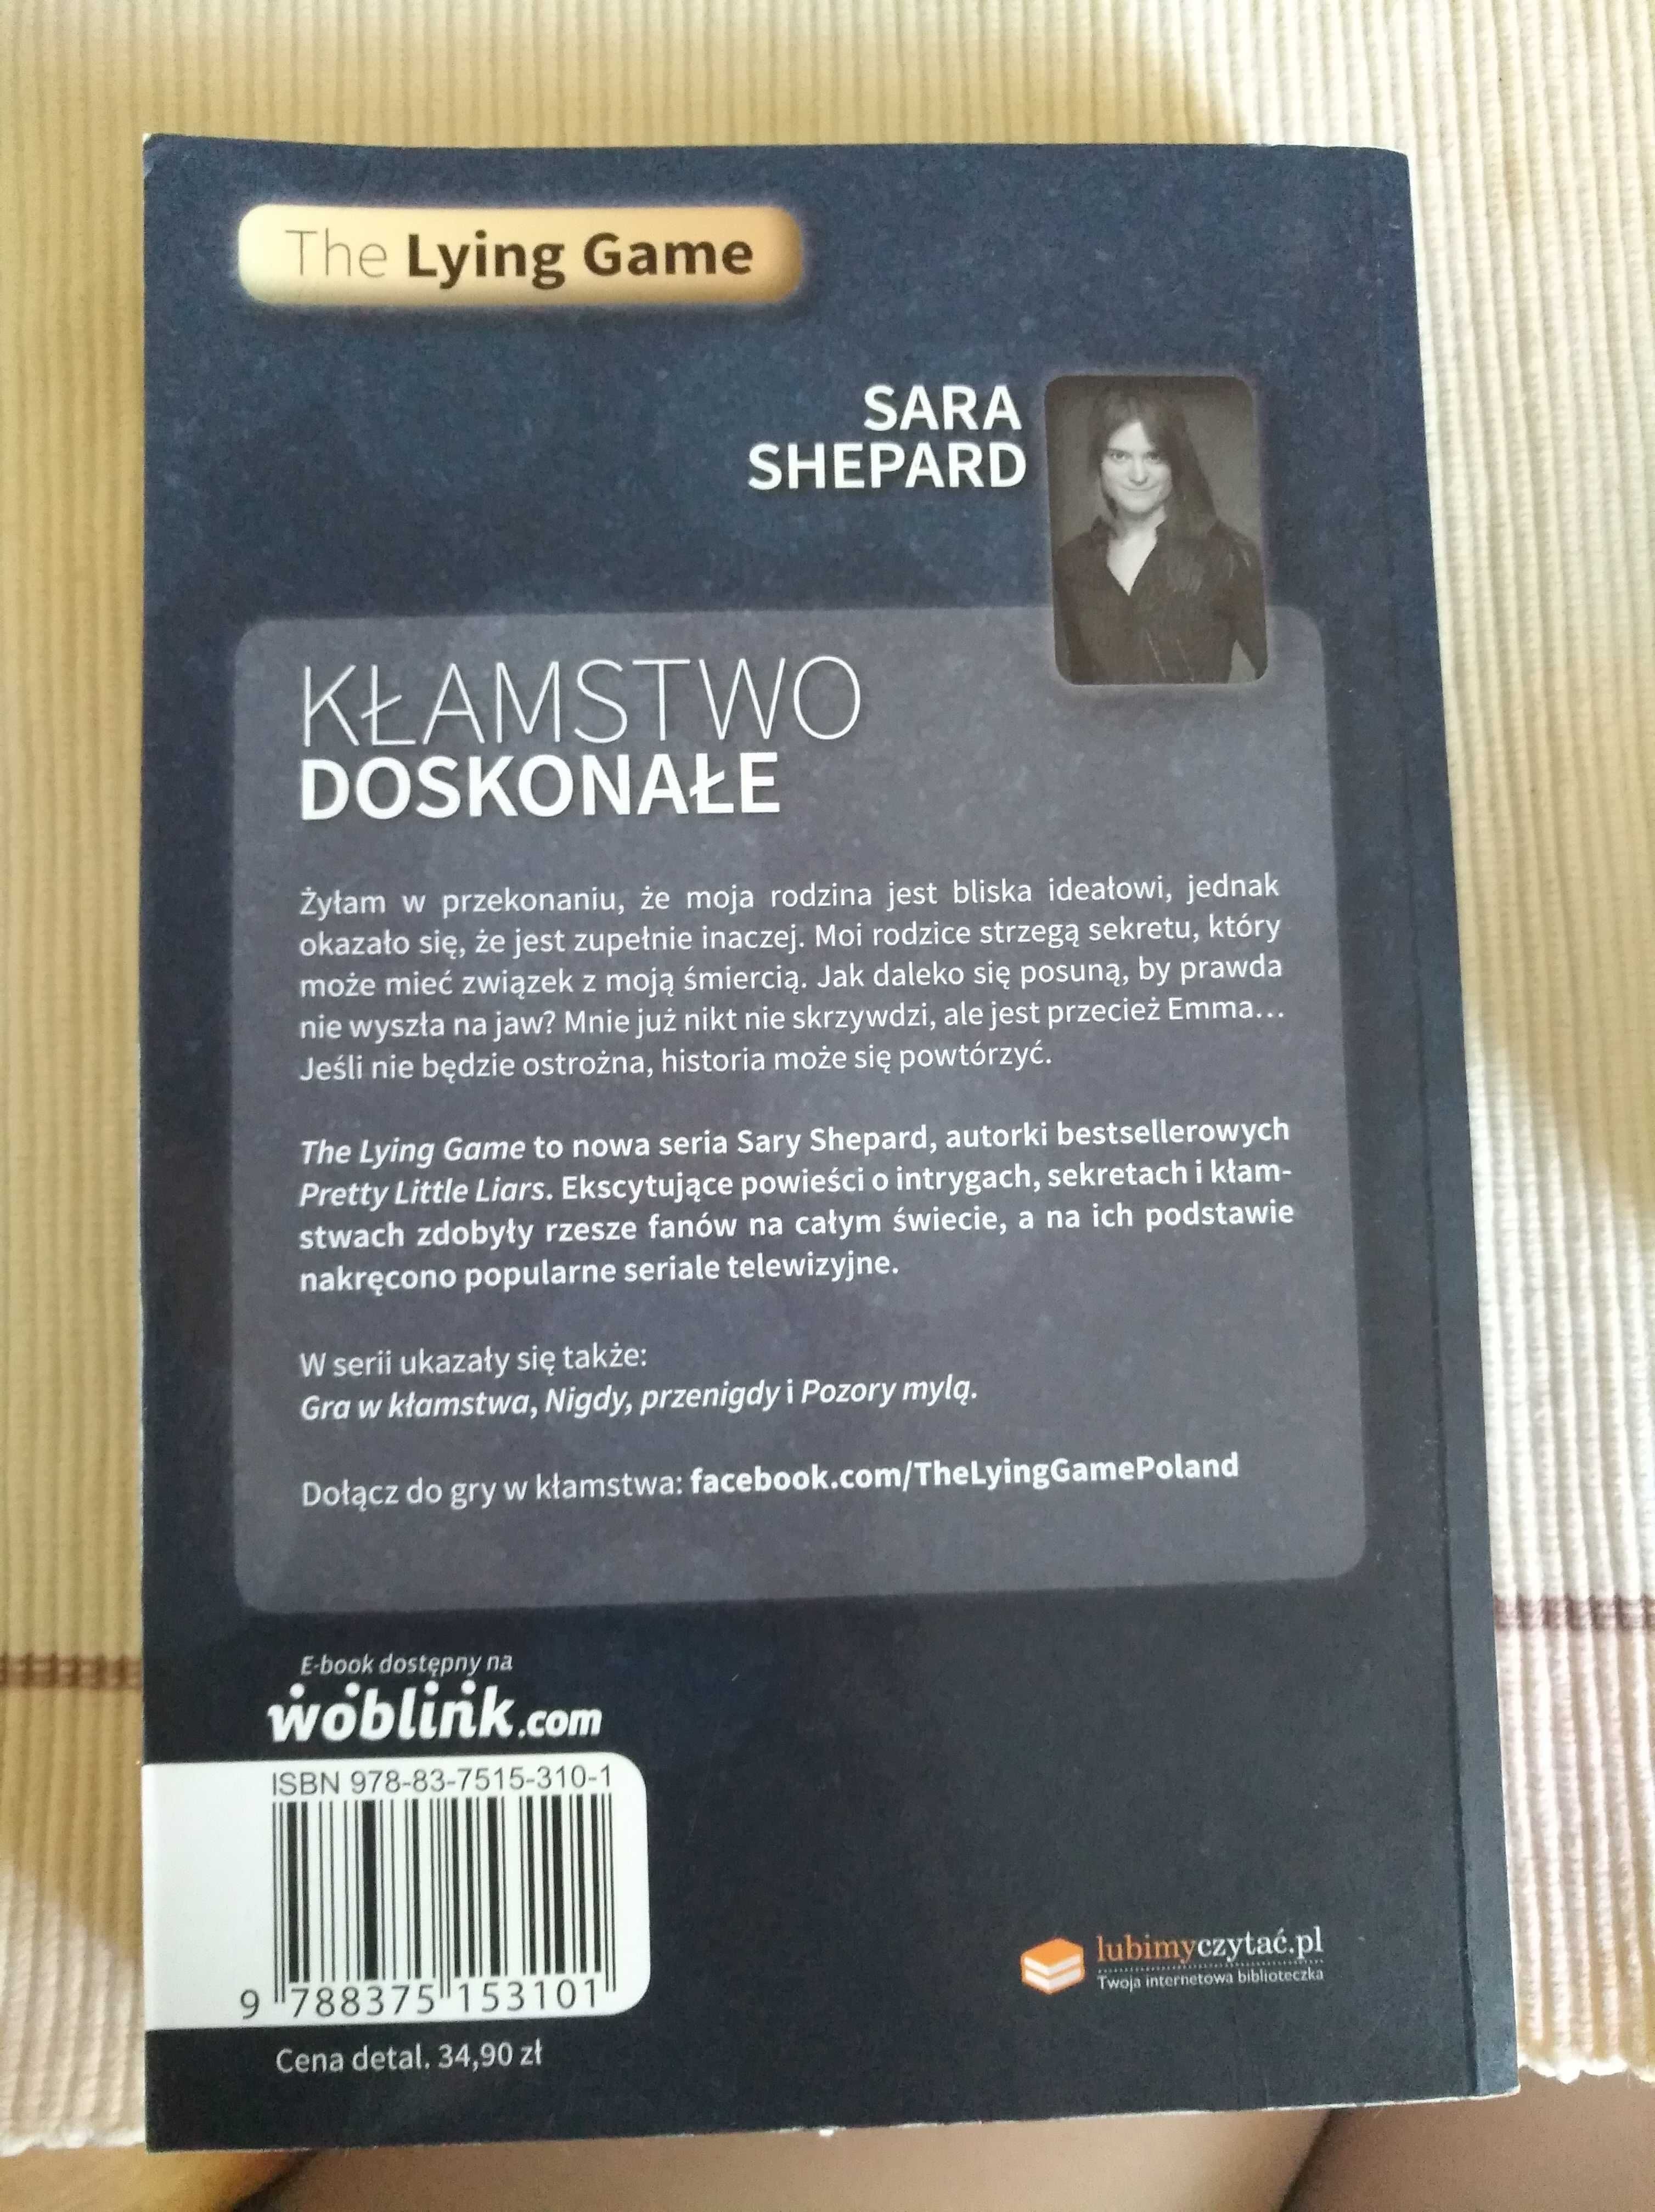 The Lying Game
SARA
SHEPARD
KŁAMSTWO
DOSKONAŁE
Żyłam w przekonaniu, że moja rodzina jest bliska ideałowi, jednak
okazało się, że jest zupełnie inaczej. Moi rodzice strzegą sekretu, który
może mieć związek z moją śmiercią. Jak daleko się posuną, by prawda
nie wyszła na jaw? Mnie już nikt nie skrzywdzi, ale jest przecież Emma...
Jeśli nie będzie ostrożna, historia może się powtórzyć.
The Lying Game to nowa seria Sary Shepard, autorki bestsellerowych
Pretty Little Liars. Ekscytujące powieści o intrygach, sekretach i kłam-
stwach zdobyły rzesze fanów na całym świecie, a na ich podstawie
nakręcono popularne seriale telewizyjne.
W serii ukazały się także:
Gra w kłamstwa, Nigdy, przenigdy i Pozory mylą.
Dołącz do gry w kłamstwa: facebook.com/TheLyingGamePoland
E-book dostępny na
woblink.com
ISBN 978-83-7515-310-1
9 788375 153101
Cena detal. 34,90 zł
lubimyczytać.pl
Twoja internetowa biblioteczka